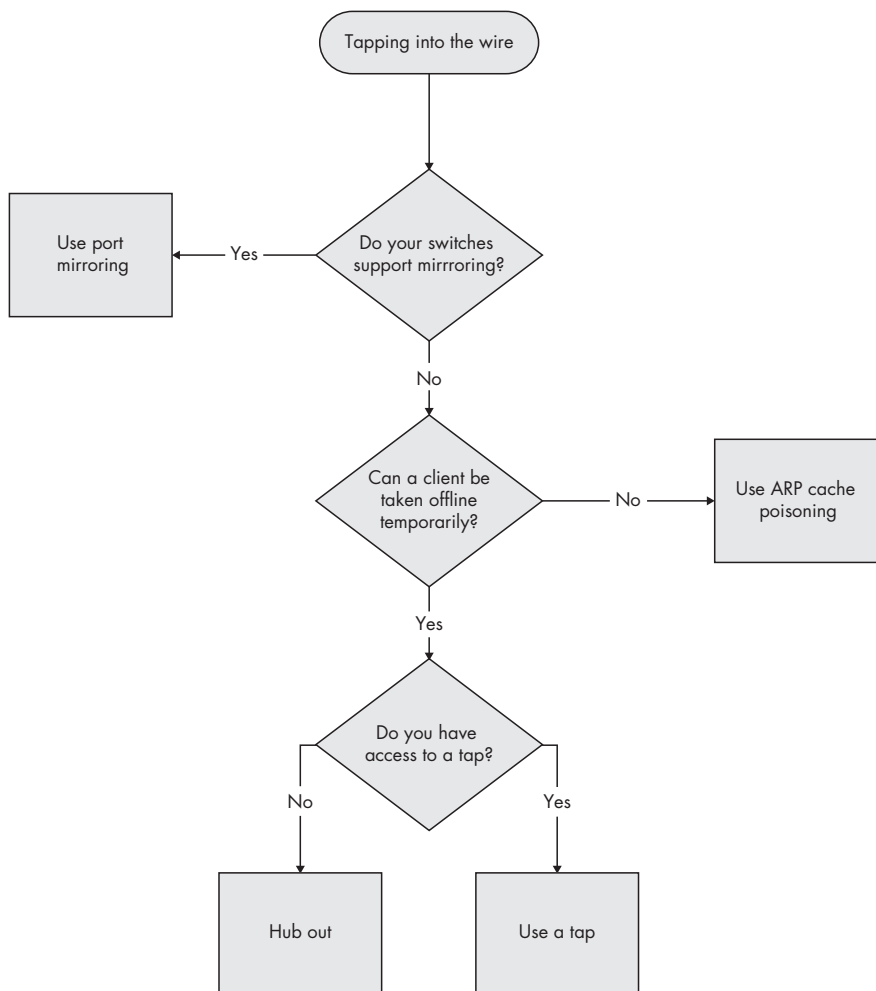 Tapping into the wire
Do your switches
support mirrroring?
Yes
Use port
mirroring
No
Can a client be
taken offline
temporarily?
No
Use ARP cache
poisoning
Yes
Do you have
access to a tap?
No
Yes
Hub out
Use a tap